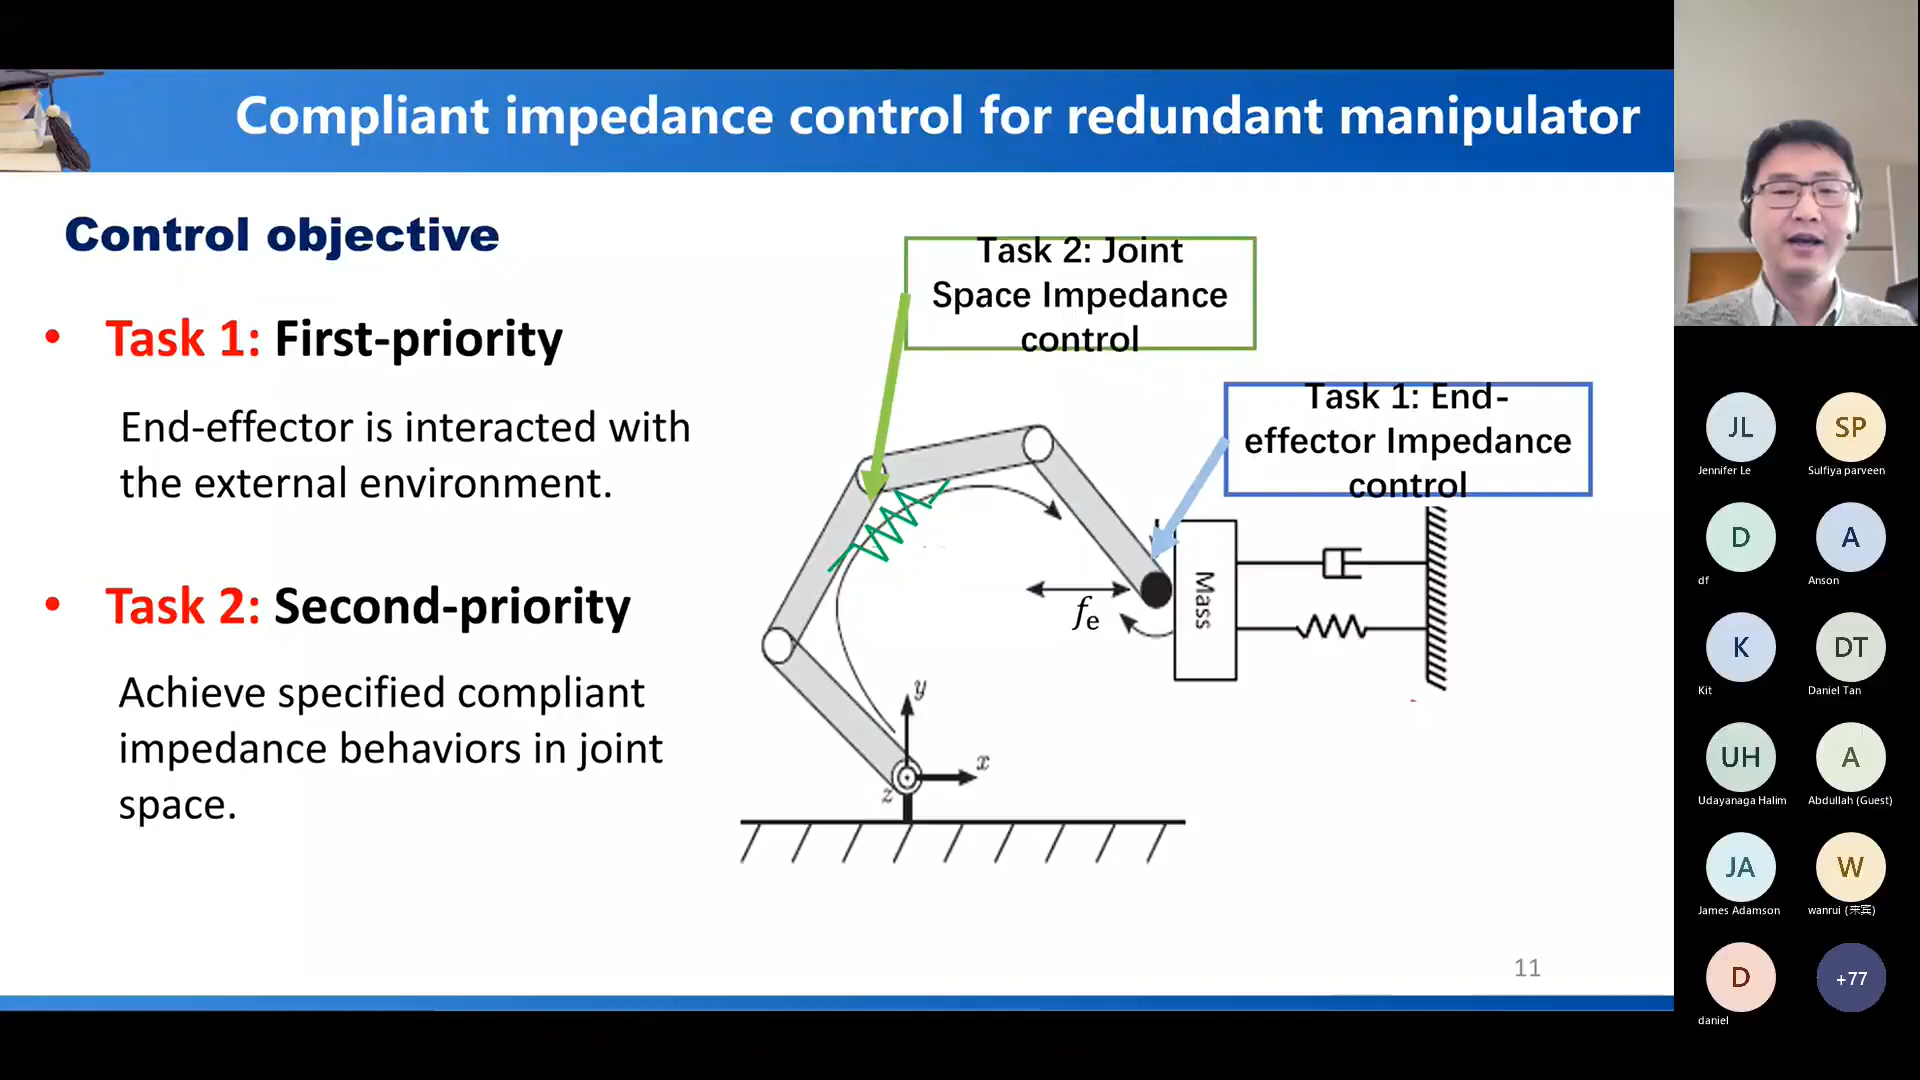 Compliant impedance control for redundant manipulator
Control objective
• Task 1: First-priority
End-effector is interacted with
the external environment.
• Task 2: Second-priority
Achieve specified compliant
impedance behaviors in joint
space.
Task 2: Joint
Space Impedance
control
Task 1: End-
effector Impedance
control
fe
Mass
y
x
z
11
JL
Jennifer Le
SP
Sulfiya parveen
D
df
A
Anson
K
Kit
DT
Daniel Tan
UH
Udayanaga Halim
A
Abdullah (Guest)
JA
James Adamson
W
wanrui (来宾)
D
daniel
+77